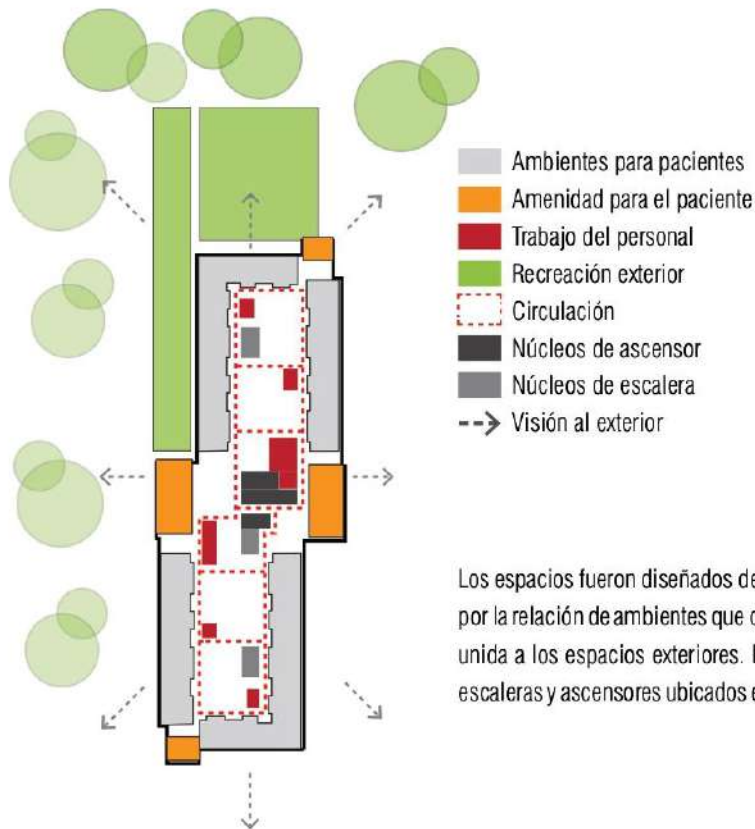 Ambientes para pacientes
Amenidad para el paciente
Trabajo del personal
Recreación exterior
Circulación
Núcleos de ascensor
Núcleos de escalera
Visión al exterior
Los espacios fueron diseñados de
por la relación de ambientes que
unida a los espacios exteriores.
escaleras y ascensores ubicados